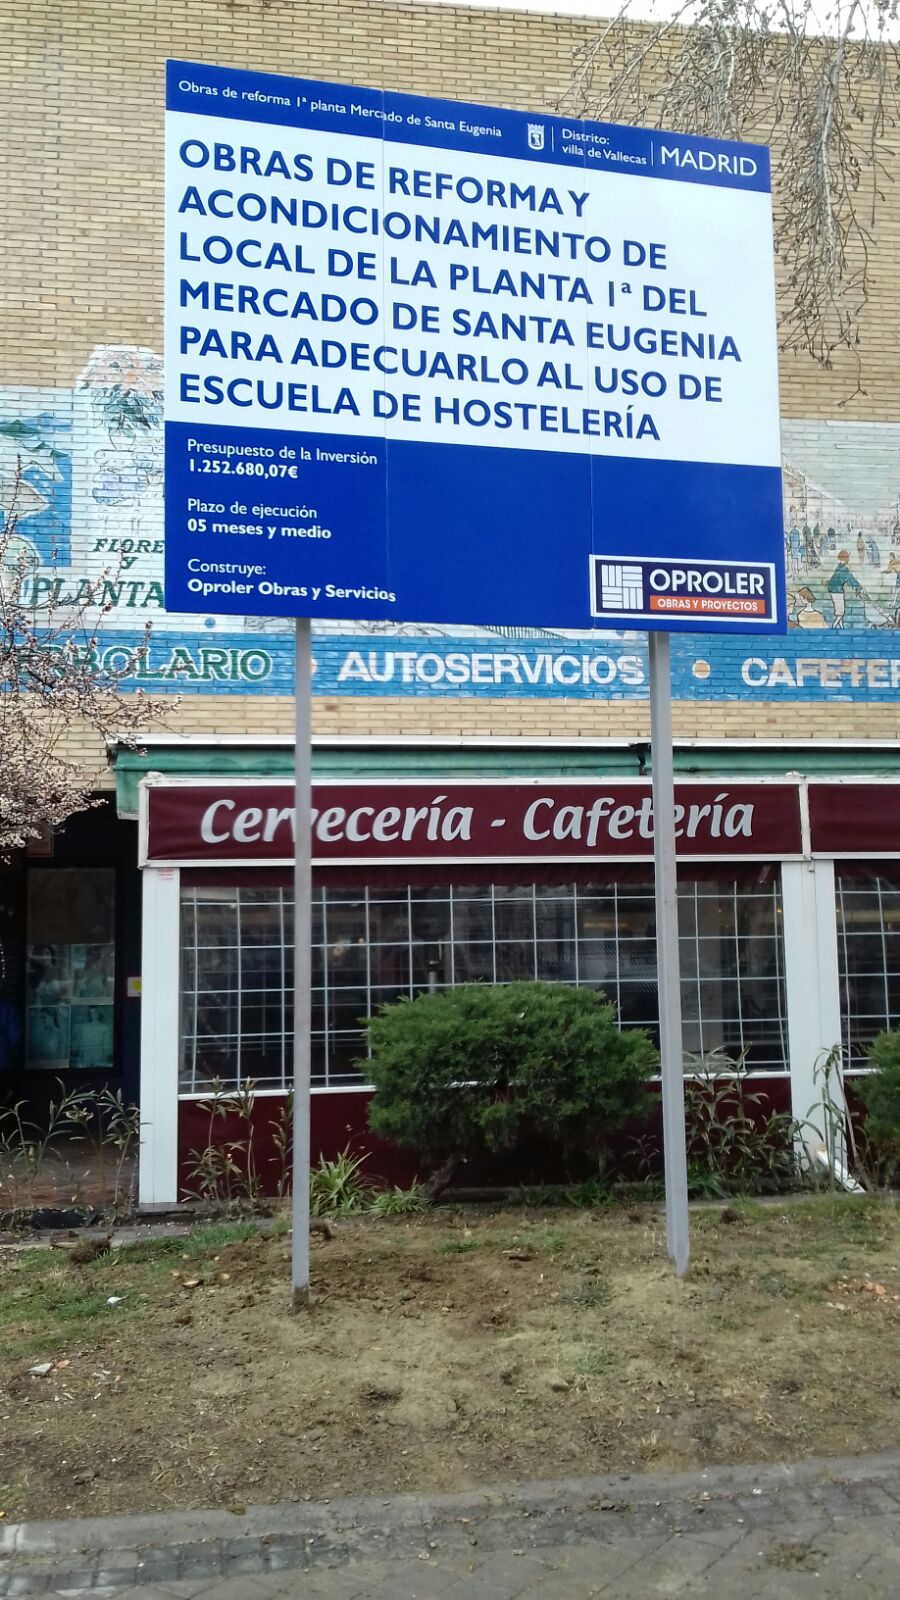 Obras de reforma 1ª planta Mercado de Santa Eugenia
Distrito:
villa de Vallecas
MADRID
OBRAS DE REFORMA Y
ACONDICIONAMIENTO DE
LOCAL DE LA PLANTA 1ª DEL
MERCADO DE SANTA EUGENIA
PARA ADECUARLO AL USO DE
ESCUELA DE HOSTELERÍA
Presupuesto de la Inversión
1.252.680,07€
Plazo de ejecución
05 meses y medio
Construye:
Oproler Obras y Servicios
OPROLER
OBRAS Y PROYECTOS
FLORE
Y
PLANTA
RBOLARIO • AUTOSERVICIOS • CAFETER
Cervecería - Cafetería